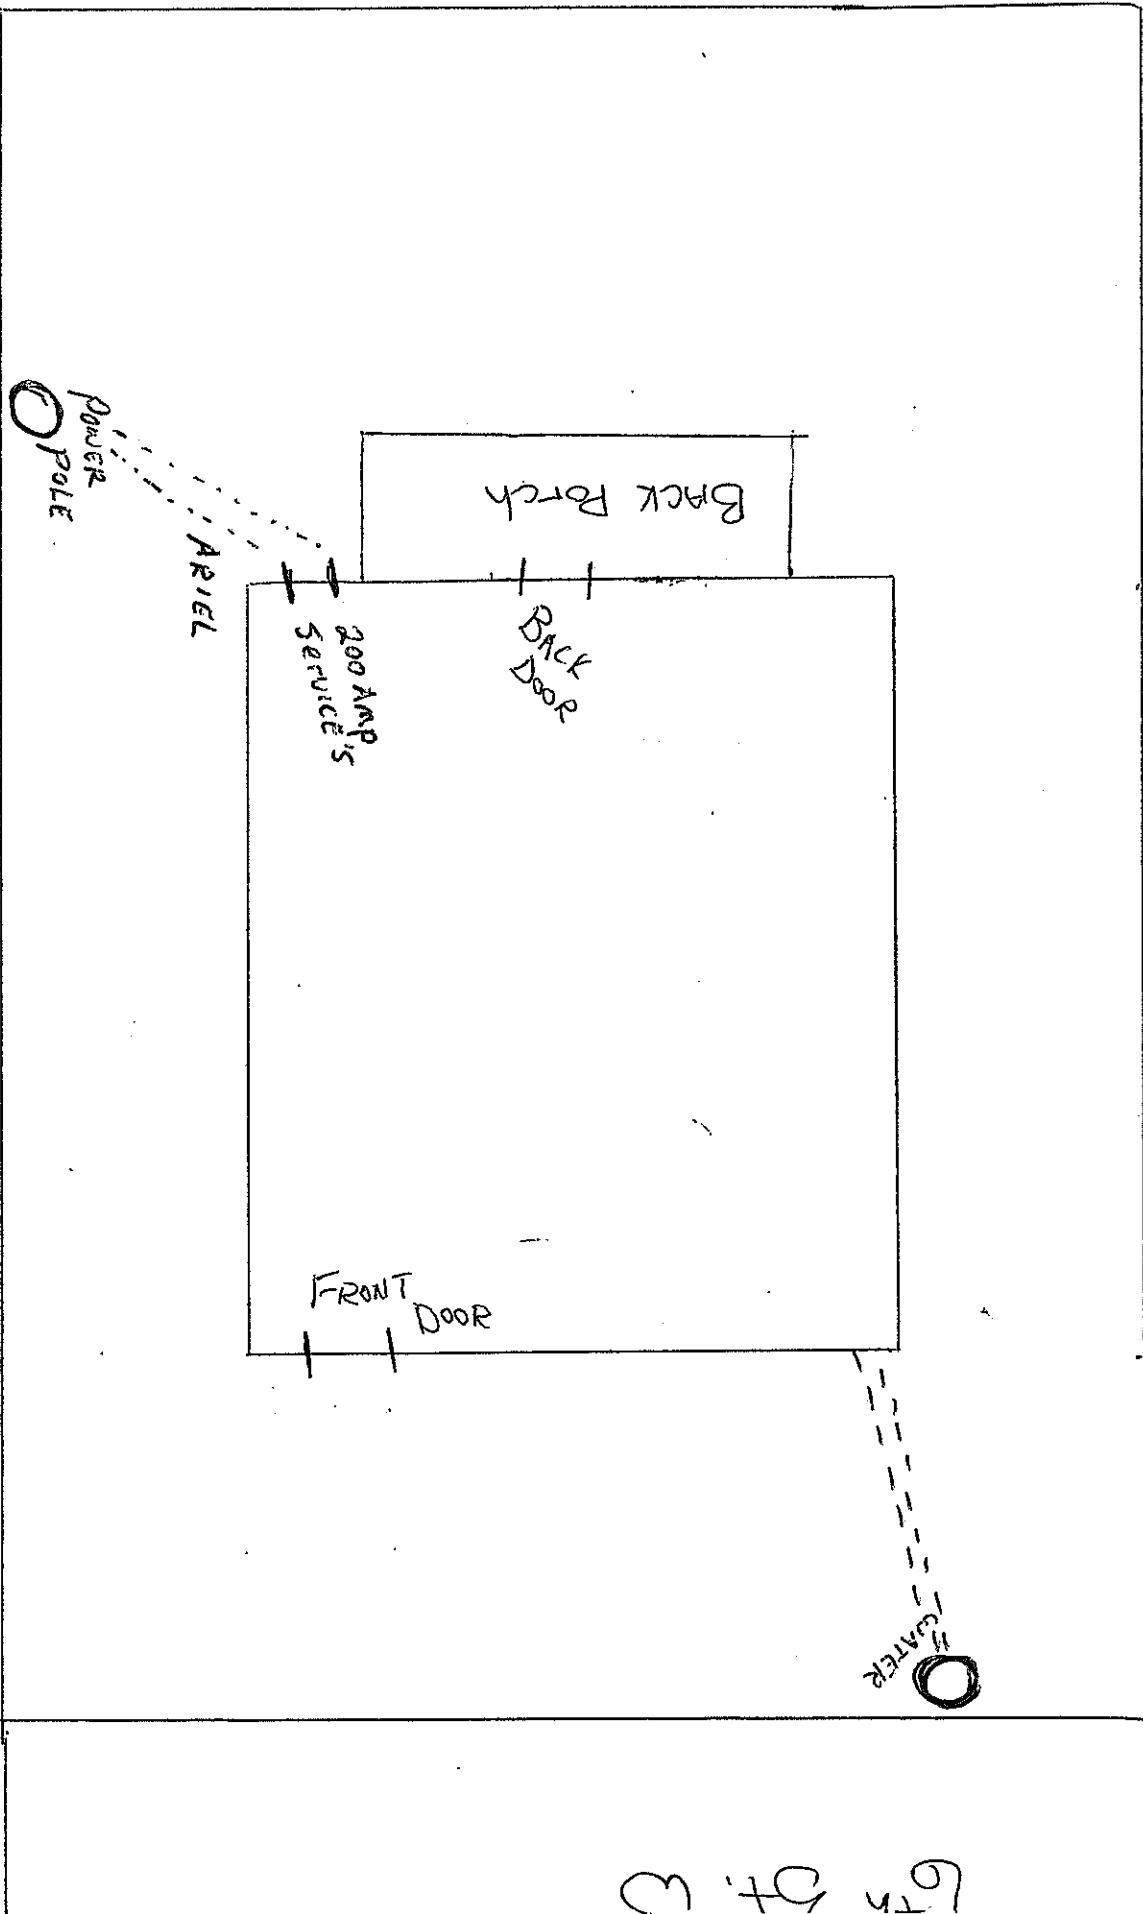 BACK Porch
POWER
POLE
ARIEL
200 AMP
SERVICE'S
BACK
DOOR
FRONT
DOOR
WATER
6th St.